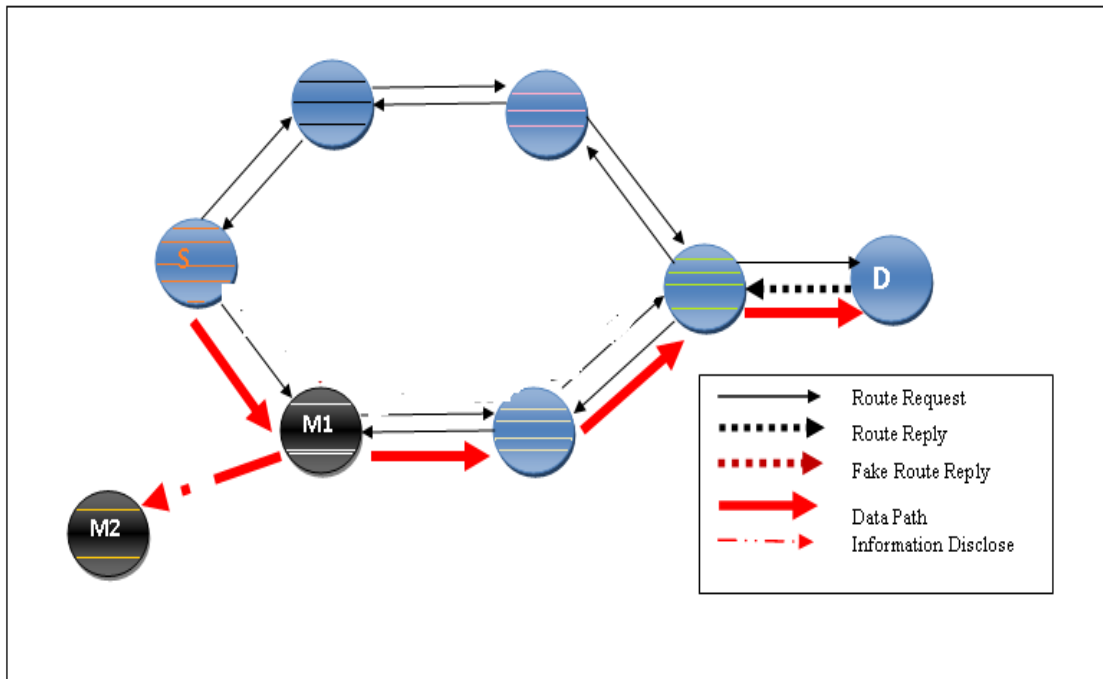 S
D
M1
M2
Route Request
Route Reply
Fake Route Reply
Data Path
Information Disclose